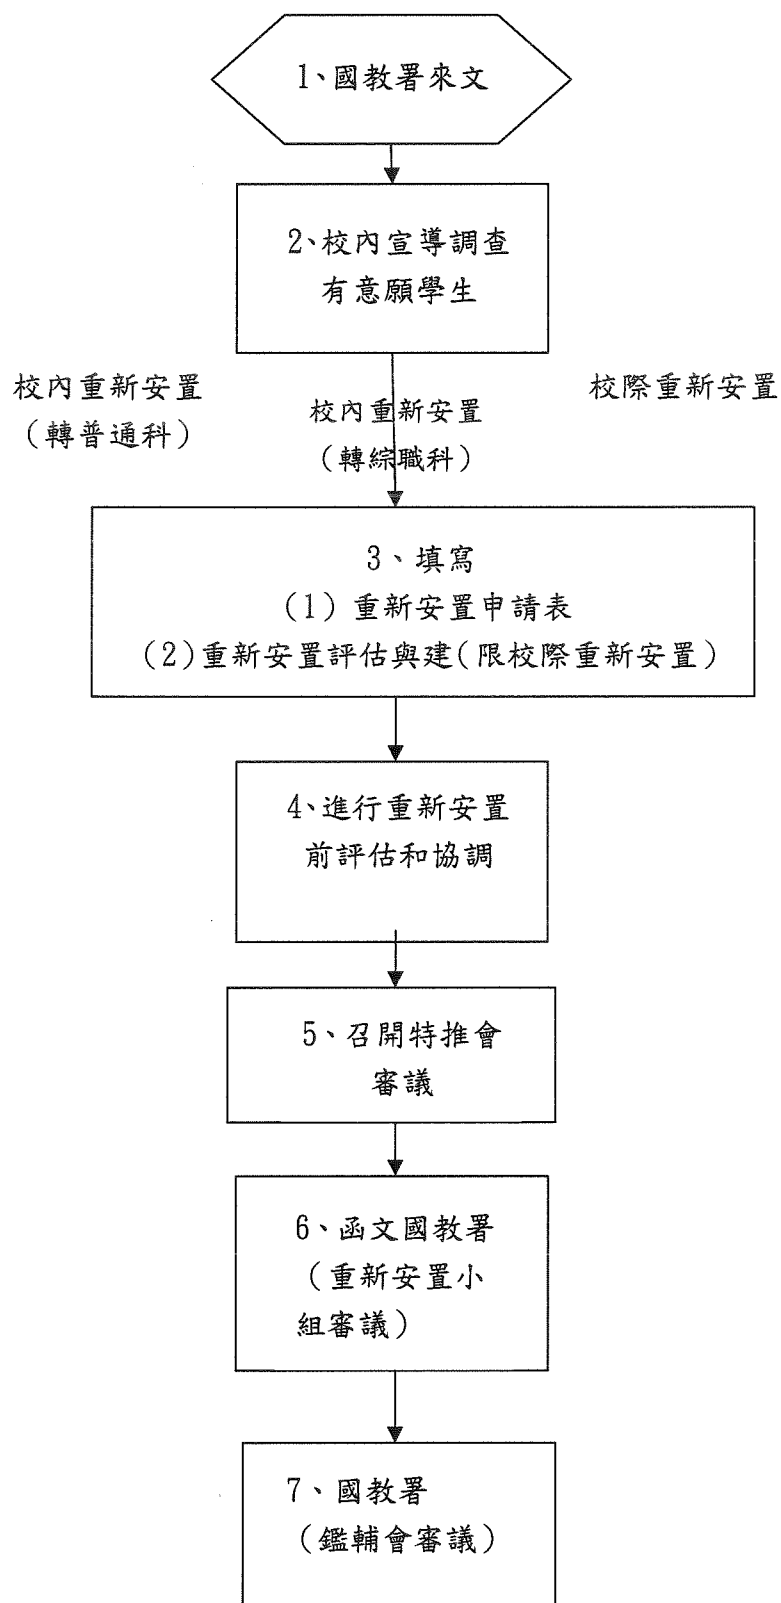 1、國教署來文
2、校內宣導調查
有意願學生
校內重新安置
（轉普通科）
校內重新安置
（轉綜職科）
校際重新安置
3、填寫
(1) 重新安置申請表
(2)重新安置評估與建(限校際重新安置)
4、進行重新安置
前評估和協調
5、召開特推會
審議
6、函文國教署
（重新安置小
組審議）
7、國教署
（鑑輔會審議）